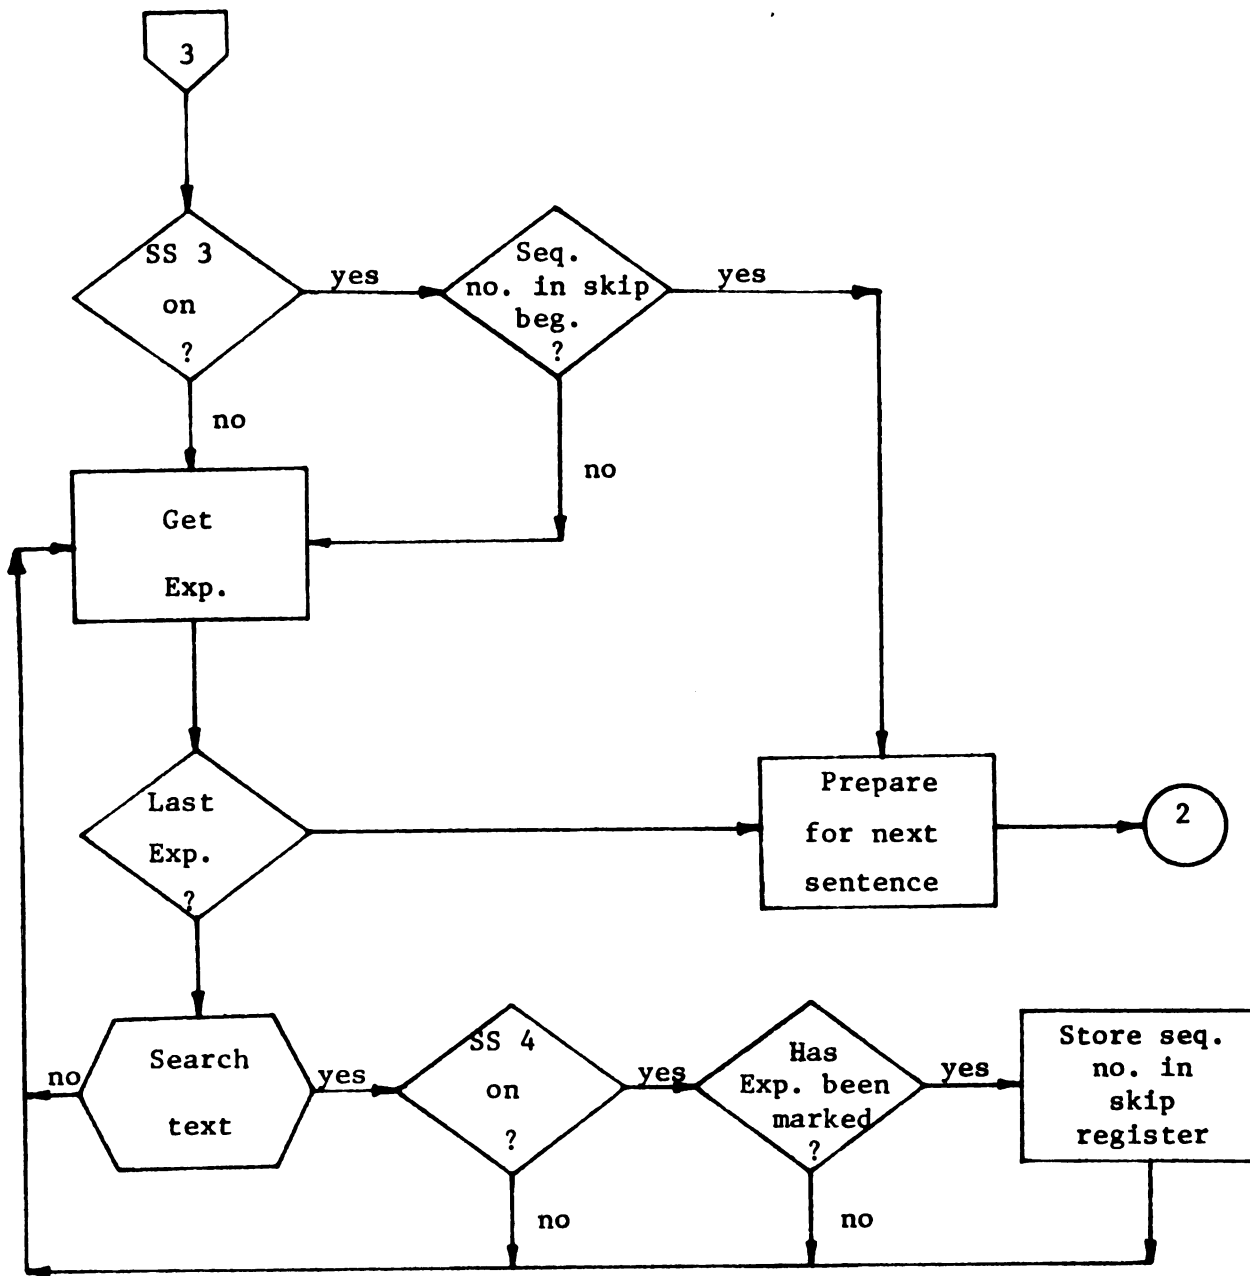 3
SS 3
on
?
yes
Seq.
no. in skip
beg.
?
yes
no
no
Get
Exp.
Last
Exp.
?
Prepare
for next
sentence
2
Search
text
no
yes
SS 4
on
?
yes
Has
Exp. been
marked
?
yes
Store seq.
no. in
skip
register
no
no